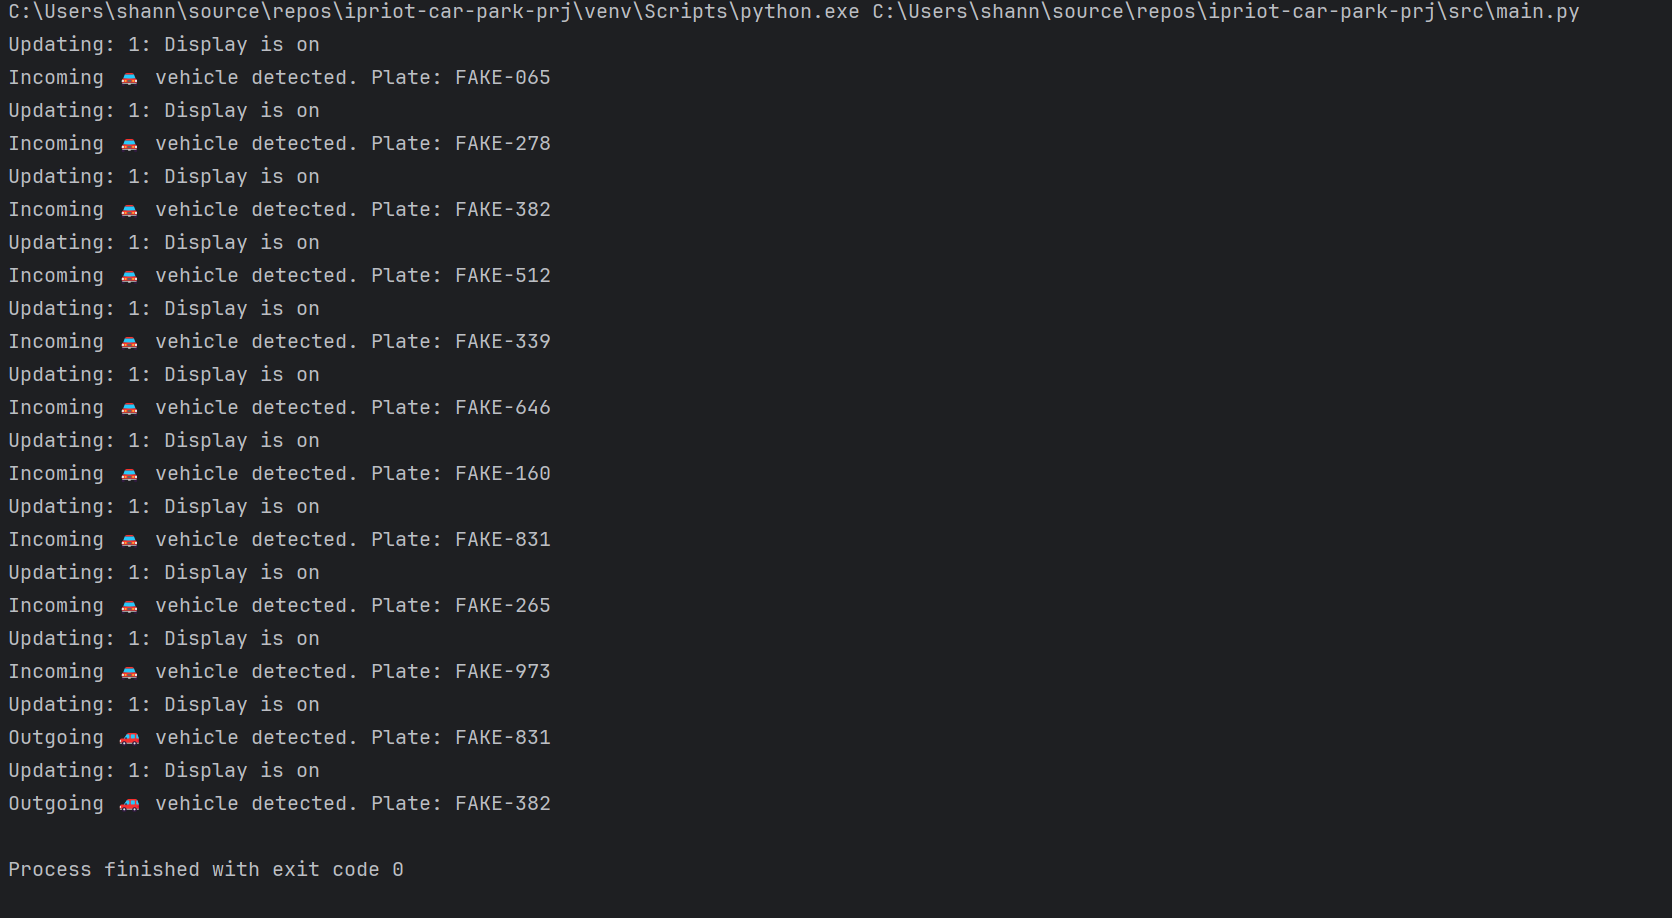 C:\Users\shann\source\repos\ipriot-car-park-prj\venv\Scripts\python.exe C:\Users\shann\source\repos\ipriot-car-park-prj\src\main.py
Updating: 1: Display is on
Incoming 🚘 vehicle detected. Plate: FAKE-065
Updating: 1: Display is on
Incoming 🚘 vehicle detected. Plate: FAKE-278
Updating: 1: Display is on
Incoming 🚘 vehicle detected. Plate: FAKE-382
Updating: 1: Display is on
Incoming 🚘 vehicle detected. Plate: FAKE-512
Updating: 1: Display is on
Incoming 🚘 vehicle detected. Plate: FAKE-339
Updating: 1: Display is on
Incoming 🚘 vehicle detected. Plate: FAKE-646
Updating: 1: Display is on
Incoming 🚘 vehicle detected. Plate: FAKE-160
Updating: 1: Display is on
Incoming 🚘 vehicle detected. Plate: FAKE-831
Updating: 1: Display is on
Incoming 🚘 vehicle detected. Plate: FAKE-265
Updating: 1: Display is on
Incoming 🚘 vehicle detected. Plate: FAKE-973
Updating: 1: Display is on
Outgoing 🚗 vehicle detected. Plate: FAKE-831
Updating: 1: Display is on
Outgoing 🚗 vehicle detected. Plate: FAKE-382
Process finished with exit code 0